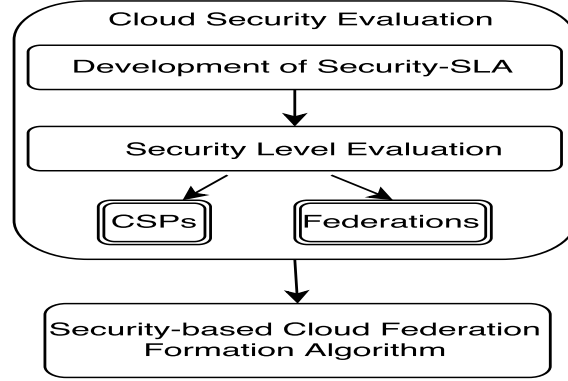 Cloud Security Evaluation
Development of Security-SLA
Security Level Evaluation
CSPs
Federations
Security-based Cloud Federation
Formation Algorithm